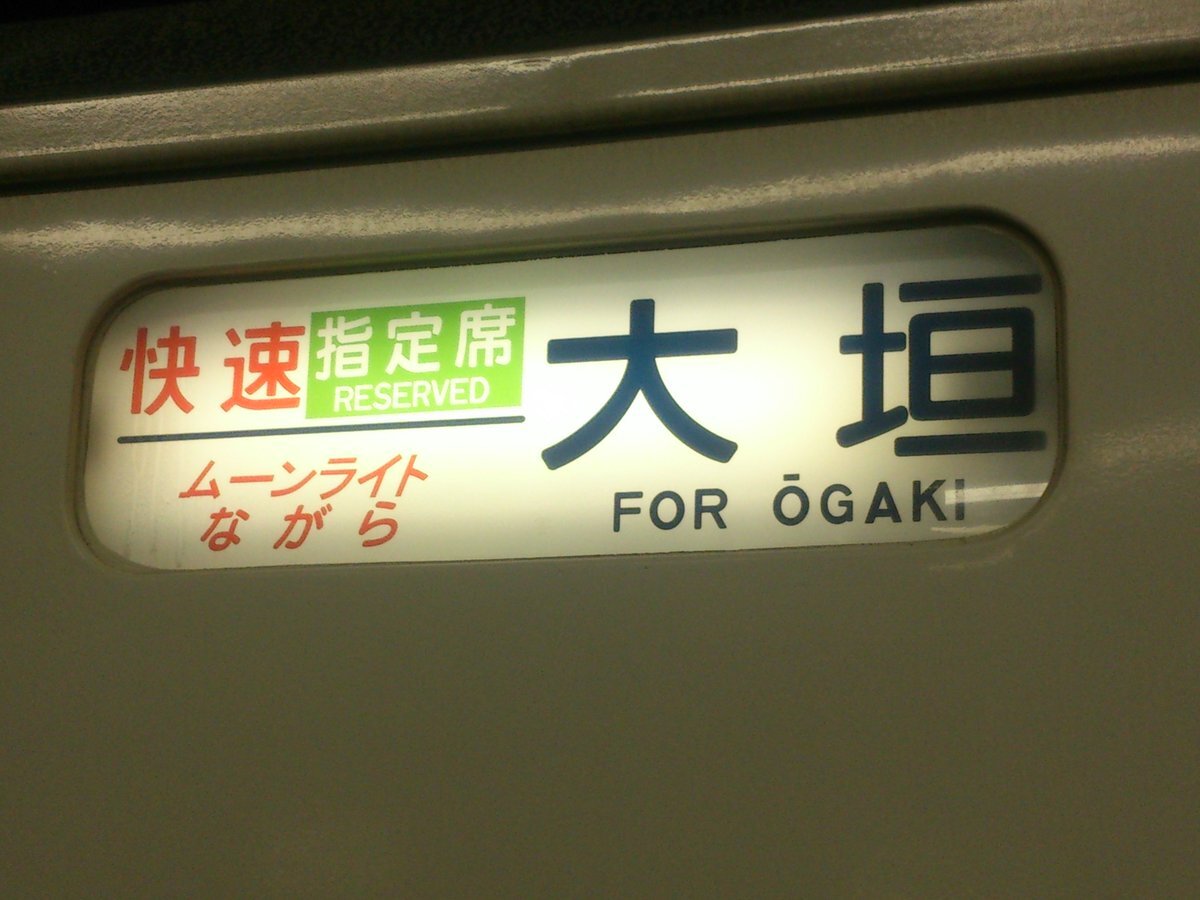 快速 指定席
RESERVED
ムーンライト
ながら
大垣
FOR ŌGAKI